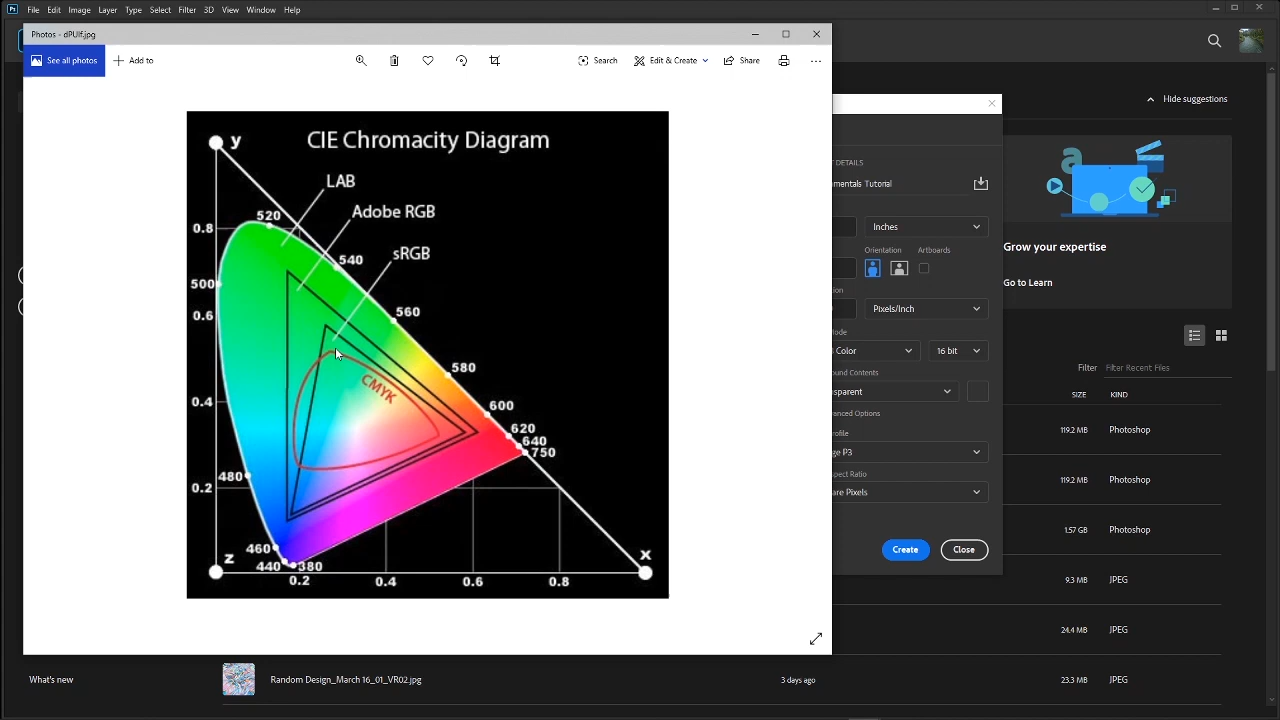 Ps File Edit Image Layer Type Select Filter 3D View Window Help
Photos - dPUlf.jpg
See all photos
Add to
Search
Edit & Create
Share
CIE Chromacity Diagram
y
LAB
Adobe RGB
sRGB
520
540
560
580
600
620
640
750
0.8
500
0.6
0.4
480
0.2
460
440
380
CMYK
z
x
0.2
0.4
0.6
0.8
T DETAILS
mentals Tutorial
Inches
Orientation
Artboards
ion
Pixels/Inch
Mode
Color
16 bit
und Contents
sparent
vanced Options
rofile
ge P3
spect Ratio
are Pixels
Create
Close
Hide suggestions
Grow your expertise
Go to Learn
Filter
Filter Recent Files
SIZE
KIND
119.2 MB
Photoshop
119.2 MB
Photoshop
1.57 GB
Photoshop
9.3 MB
JPEG
24.4 MB
JPEG
What's new
Random Design_March 16_01_VR02.jpg
3 days ago
23.3 MB
JPEG